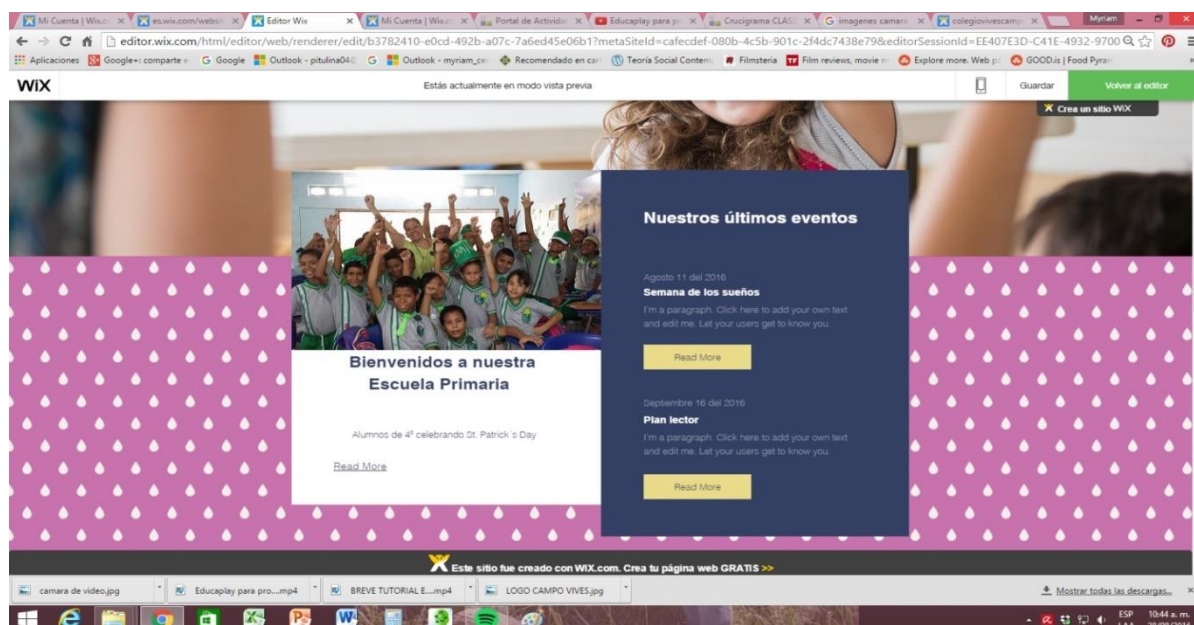 Mi Cuenta | Wix.c
es.wix.com/websit
Editor Wix
Mi Cuenta | Wix.c
Portal de Activida
Educaplay para pr
Crucigrama CLAS
imagenes camara
colegiovivescamp
Myriam
editor.wix.com/html/editor/web/renderer/edit/b3782410-e0cd-492b-a07c-7a6ed45e06b1?metaSiteId=cafecdef-080b-4c5b-901c-2f4dc7438e79&editorSessionId=EE407E3D-C41E-4932-9700
Aplicaciones
Google+: comparte e
Google
Outlook - pitulina04
Outlook - myriam_ce
Recomendado en car
Teoría Social Contem
Filmsteria
Film reviews, movie n
Explore more. Web p
GOOD.is | Food Pyra
WiX
Estás actualmente en modo vista previa
Guardar
Volver al editor
Crea un sitio WiX
Nuestros últimos eventos
Agosto 11 del 2016
Semana de los sueños
I'm a paragraph. Click here to add your own text
and edit me. Let your users get to know you.
Read More
Bienvenidos a nuestra
Escuela Primaria
Alumnos de 4º celebrando St. Patrick´s Day
Read More
Septiembre 16 del 2016
Plan lector
I'm a paragraph. Click here to add your own text
and edit me. Let your users get to know you.
Read More
Este sitio fue creado con WIX.com. Crea tu página web GRATIS >>
camara de video.jpg
Educaplay para pro....mp4
BREVE TUTORIAL E....mp4
LOGO CAMPO VIVES.jpg
Mostrar todas las descargas...
ESP
10:44 a. m.